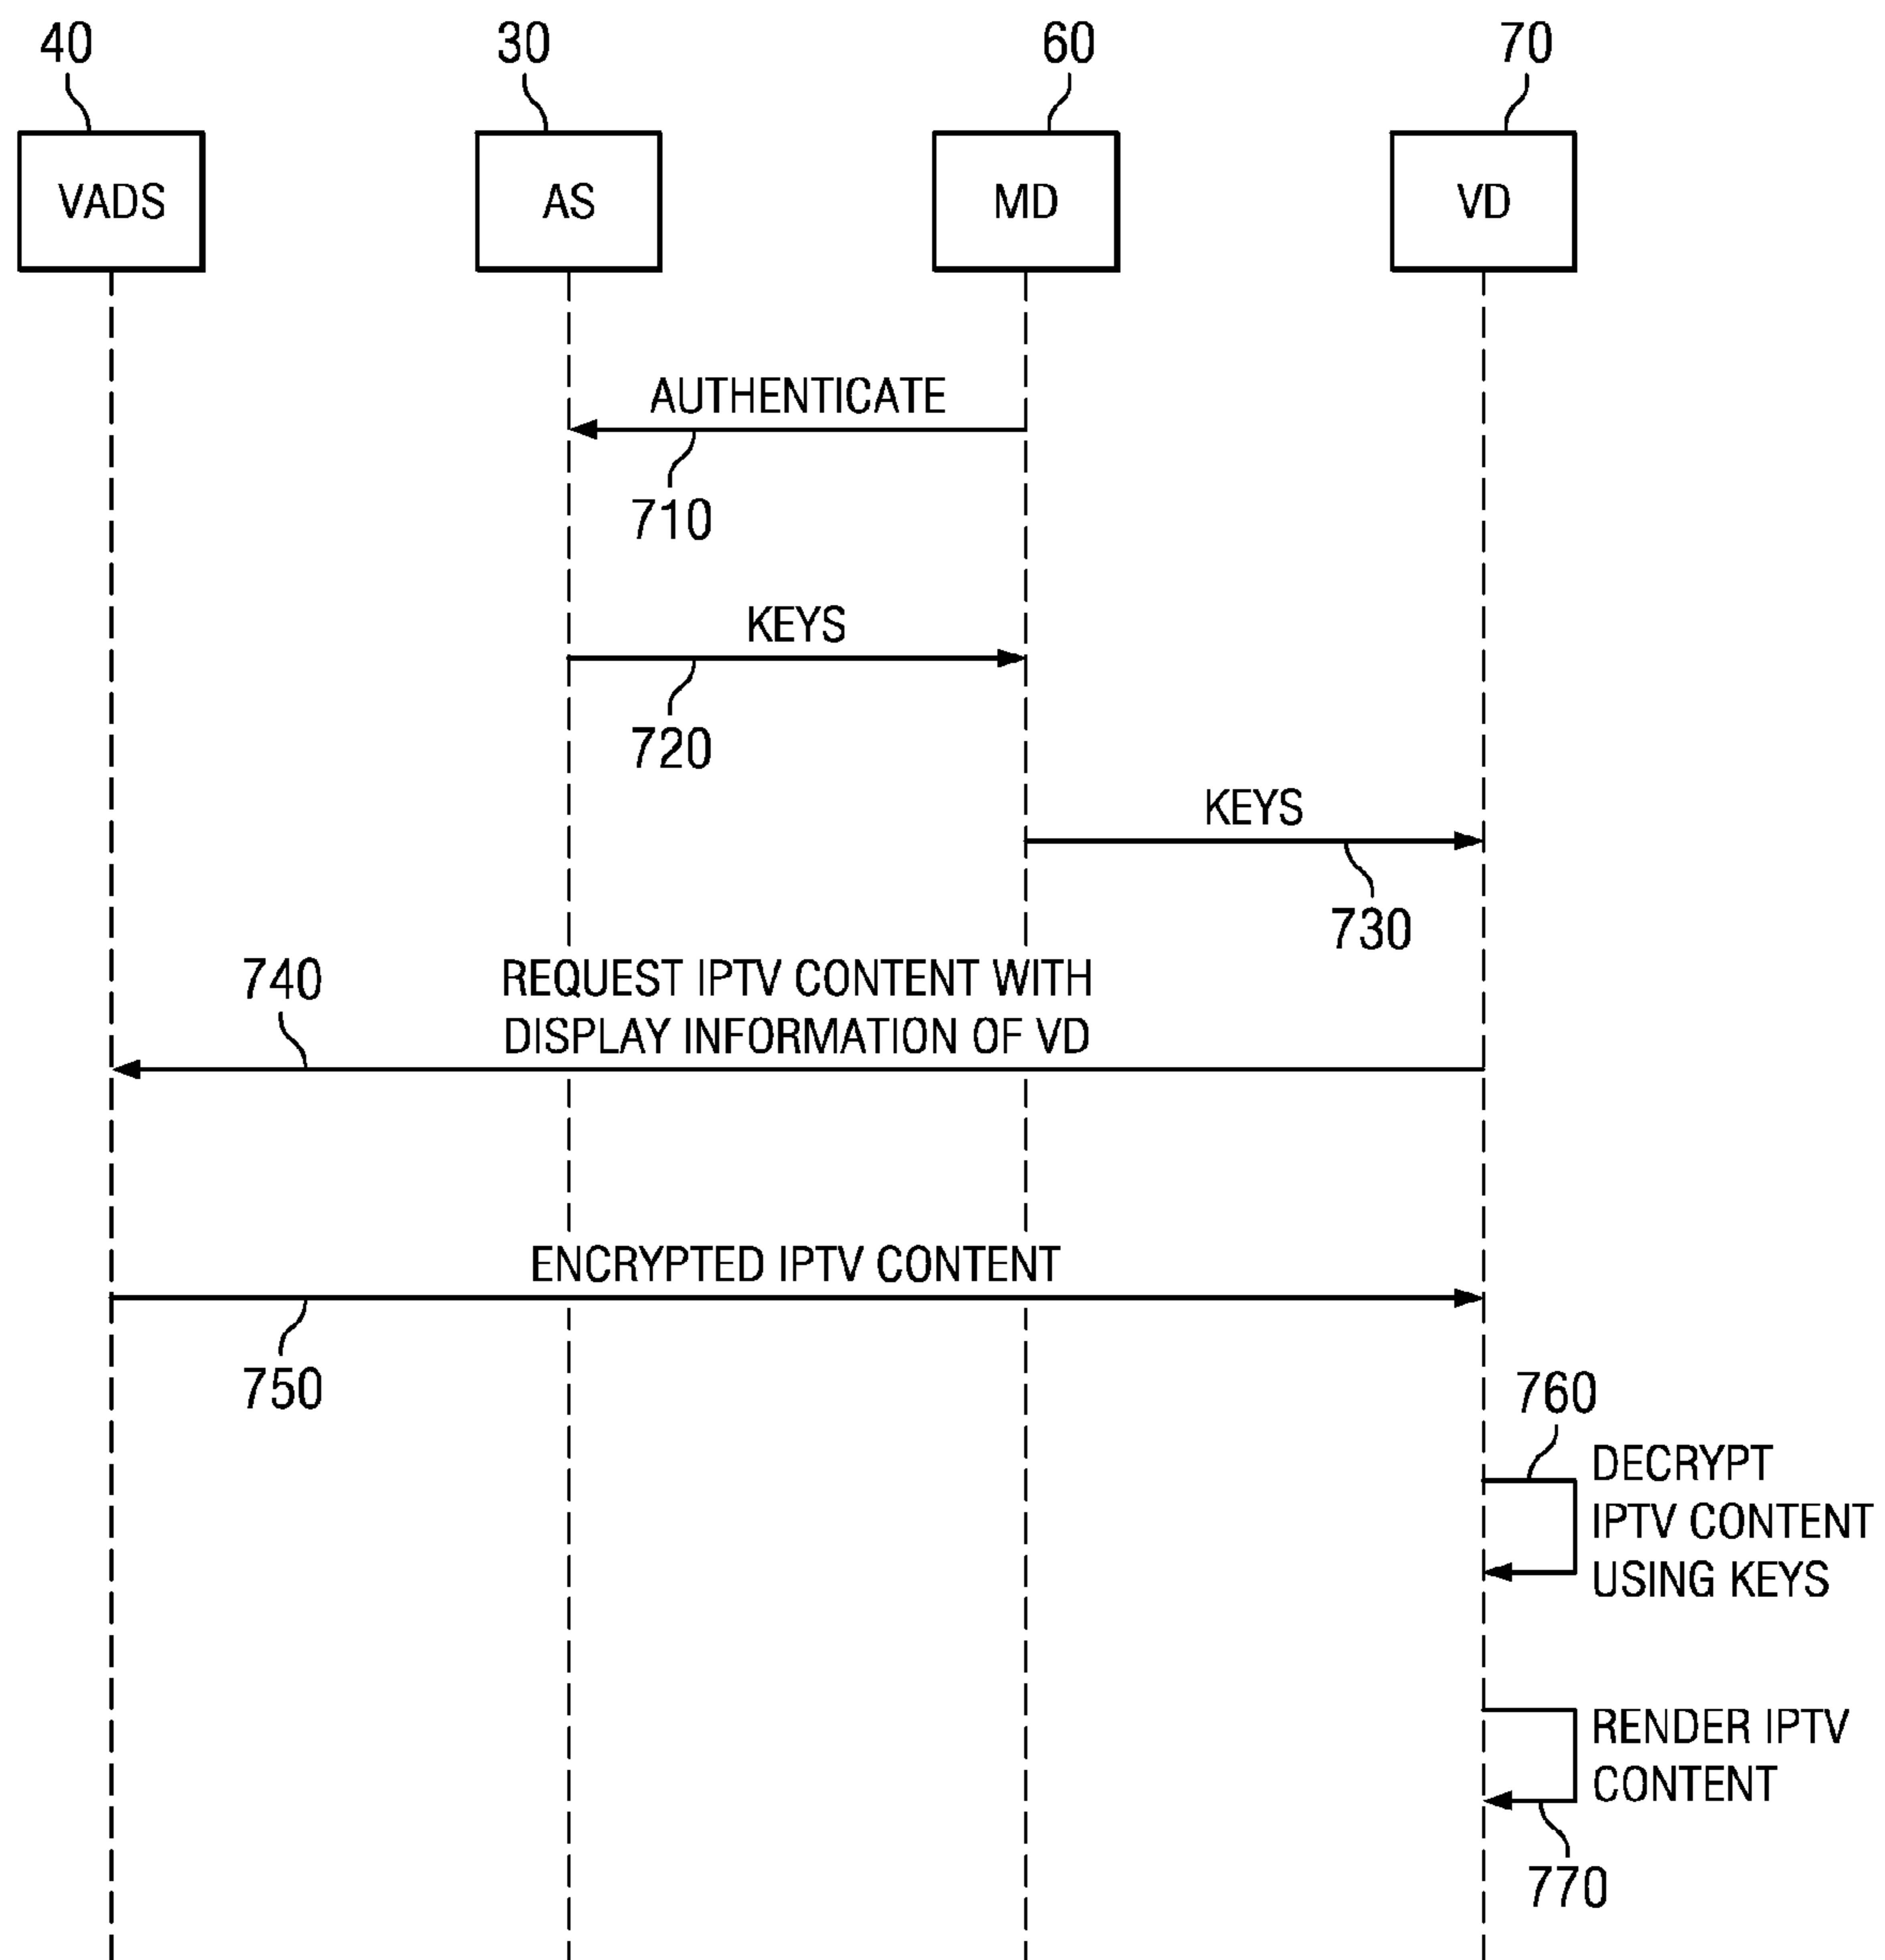 40
30
60
70
VADS
AS
MD
VD
AUTHENTICATE
710
KEYS
720
KEYS
730
740
REQUEST IPTV CONTENT WITH
DISPLAY INFORMATION OF VD
ENCRYPTED IPTV CONTENT
750
760
DECRYPT
IPTV CONTENT
USING KEYS
RENDER IPTV
CONTENT
770